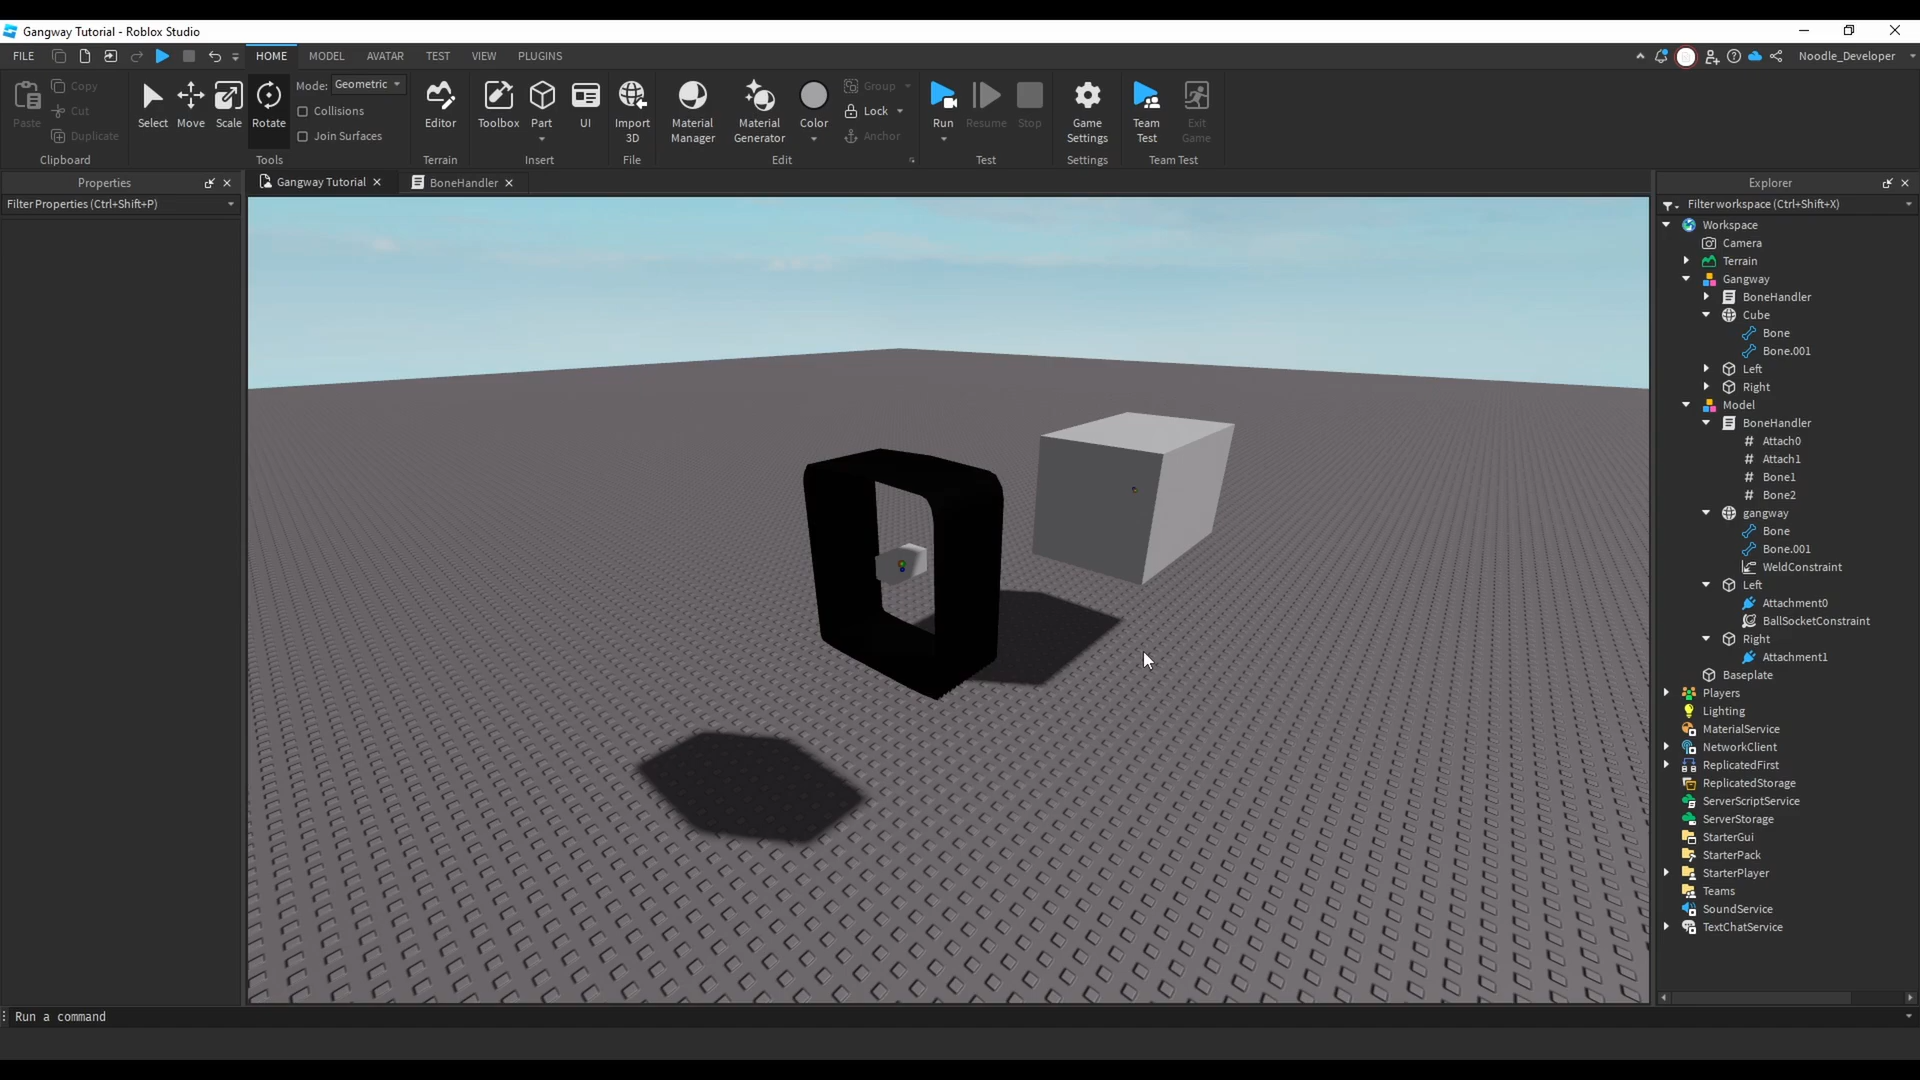 Gangway Tutorial - Roblox Studio
FILE HOME MODEL AVATAR TEST VIEW PLUGINS Noodle_Developer
Paste Copy Cut Duplicate
Clipboard
Select Move Scale Rotate
Mode: Geometric
Collisions
Join Surfaces
Tools
Editor
Terrain
Toolbox Part UI
Insert
Import 3D
File
Material Manager
Material Generator
Color
Group
Lock
Anchor
Edit
Run Resume Stop
Test
Game Settings
Settings
Team Test
Exit Game
Team Test
Properties
Filter Properties (Ctrl+Shift+P)
Gangway Tutorial
BoneHandler
Explorer
Filter workspace (Ctrl+Shift+X)
Workspace
Camera
Terrain
Gangway
BoneHandler
Cube
Bone
Bone.001
Left
Right
Model
BoneHandler
Attach0
Attach1
Bone1
Bone2
gangway
Bone
Bone.001
WeldConstraint
Left
Attachment0
BallSocketConstraint
Right
Attachment1
Baseplate
Players
Lighting
MaterialService
NetworkClient
ReplicatedFirst
ReplicatedStorage
ServerScriptService
ServerStorage
StarterGui
StarterPack
StarterPlayer
Teams
SoundService
TextChatService
Run a command